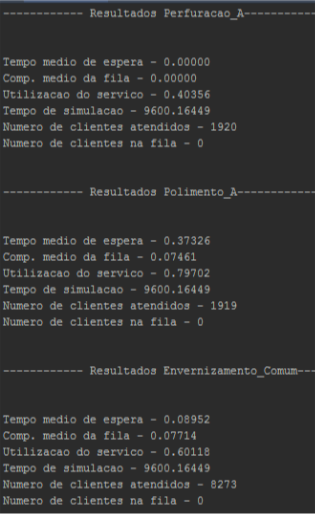 ------------ Resultados Perfuracao_A-----------
Tempo medio de espera - 0.00000
Comp. medio da fila - 0.00000
Utilizacao do servico - 0.40356
Tempo de simulacao - 9600.16449
Numero de clientes atendidos - 1920
Numero de clientes na fila - 0
------------ Resultados Polimento_A------------
Tempo medio de espera - 0.37326
Comp. medio da fila - 0.07461
Utilizacao do servico - 0.79702
Tempo de simulacao - 9600.16449
Numero de clientes atendidos - 1919
Numero de clientes na fila - 0
------------ Resultados Envernizamento_Comum---
Tempo medio de espera - 0.08952
Comp. medio da fila - 0.07714
Utilizacao do servico - 0.60118
Tempo de simulacao - 9600.16449
Numero de clientes atendidos - 8273
Numero de clientes na fila - 0